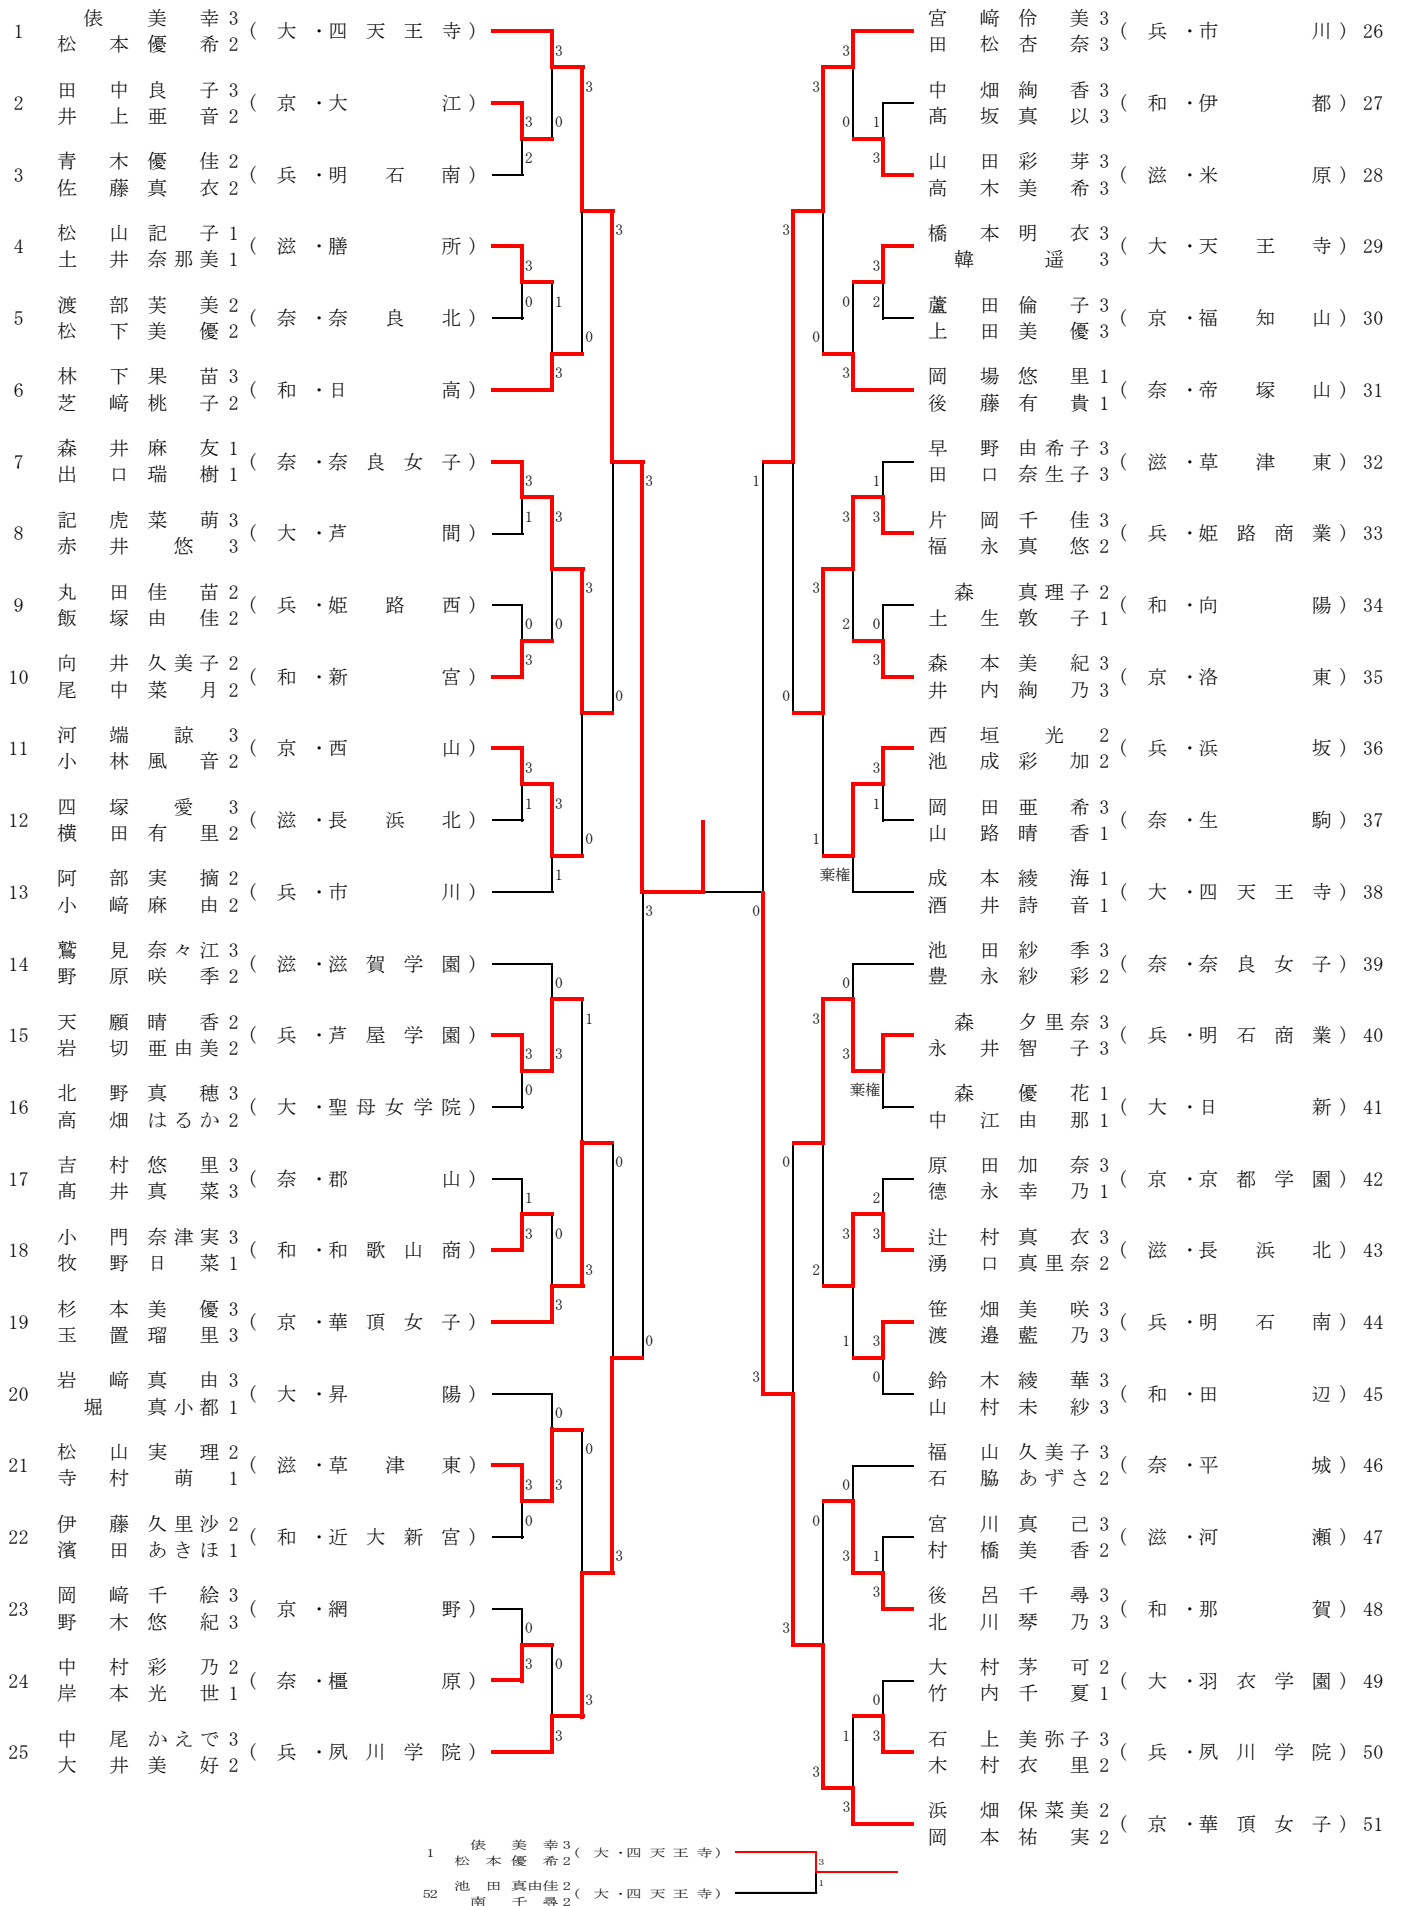 1 俵 美 幸 3 ( 大 ・ 四 天 王 寺 )
松 本 優 希 2
2 田 中 良 子 3 ( 京 ・ 大 江 )
井 上 亜 音 2
3 青 木 優 佳 2 ( 兵 ・ 明 石 南 )
佐 藤 真 衣 2
4 松 山 記 子 1 ( 滋 ・ 膳 所 )
土 井 奈 那 美 1
5 渡 部 芙 美 2 ( 奈 ・ 奈 良 北 )
松 下 美 優 2
6 林 下 果 苗 3 ( 和 ・ 日 高 )
芝 﨑 桃 子 2
7 森 井 麻 友 1 ( 奈 ・ 奈 良 女 子 )
出 口 瑞 樹 1
8 記 虎 菜 萌 3 ( 大 ・ 芦 間 )
赤 井 悠 3
9 丸 田 佳 苗 2 ( 兵 ・ 姫 路 西 )
飯 塚 由 佳 2
10 向 井 久 美 子 2 ( 和 ・ 新 宮 )
尾 中 菜 月 2
11 河 端 諒 3 ( 京 ・ 西 山 )
小 林 風 音 2
12 四 塚 愛 3 ( 滋 ・ 長 浜 北 )
横 田 有 里 2
13 阿 部 実 摘 2 ( 兵 ・ 市 川 )
小 﨑 麻 由 2
14 鷲 見 奈 々 江 3 ( 滋 ・ 滋 賀 学 園 )
野 原 咲 季 2
15 天 願 晴 香 2 ( 兵 ・ 芦 屋 学 園 )
岩 切 亜 由 美 2
16 北 野 真 穂 3 ( 大 ・ 聖 母 女 学 院 )
高 畑 は る か 2
17 吉 村 悠 里 3 ( 奈 ・ 郡 山 )
髙 井 真 菜 3
18 小 門 奈 津 実 3 ( 和 ・ 和 歌 山 商 )
牧 野 日 菜 1
19 杉 本 美 優 3 ( 京 ・ 華 頂 女 子 )
玉 置 瑠 里 3
20 岩 﨑 真 由 3 ( 大 ・ 昇 陽 )
堀 真 小 都 1
21 松 山 実 理 2 ( 滋 ・ 草 津 東 )
寺 村 萌 1
22 伊 藤 久 里 沙 2 ( 和 ・ 近 大 新 宮 )
濱 田 あ き ほ 1
23 岡 﨑 千 絵 3 ( 京 ・ 網 野 )
野 木 悠 紀 3
24 中 村 彩 乃 2 ( 奈 ・ 橿 原 )
岸 本 光 世 1
25 中 尾 か え で 3 ( 兵 ・ 夙 川 学 院 )
大 井 美 好 2
宮 﨑 伶 美 3 ( 兵 ・ 市 川 ) 26
田 松 杏 奈 3
中 畑 絢 香 3 ( 和 ・ 伊 都 ) 27
髙 坂 真 以 3
山 田 彩 芽 3 ( 滋 ・ 米 原 ) 28
高 木 美 希 3
橋 本 明 衣 3 ( 大 ・ 天 王 寺 ) 29
韓 遥 3
蘆 田 倫 子 3 ( 京 ・ 福 知 山 ) 30
上 田 美 優 3
岡 場 悠 里 1 ( 奈 ・ 帝 塚 山 ) 31
後 藤 有 貴 1
早 野 由 希 子 3 ( 滋 ・ 草 津 東 ) 32
田 口 奈 生 子 3
片 岡 千 佳 3 ( 兵 ・ 姫 路 商 業 ) 33
福 永 真 悠 2
森 真 理 子 2 ( 和 ・ 向 陽 ) 34
土 生 敦 子 1
森 本 美 紀 3 ( 京 ・ 洛 東 ) 35
井 内 絢 乃 3
西 垣 光 2 ( 兵 ・ 浜 坂 ) 36
池 成 彩 加 2
岡 田 亜 希 3 ( 奈 ・ 生 駒 ) 37
山 路 晴 香 1
棄権
成 本 綾 海 1 ( 大 ・ 四 天 王 寺 ) 38
酒 井 詩 音 1
池 田 紗 季 3 ( 奈 ・ 奈 良 女 子 ) 39
豊 永 紗 彩 2
森 夕 里 奈 3 ( 兵 ・ 明 石 商 業 ) 40
永 井 智 子 3
棄権
森 優 花 1 ( 大 ・ 日 新 ) 41
中 江 由 那 1
原 田 加 奈 3 ( 京 ・ 京 都 学 園 ) 42
德 永 幸 乃 1
辻 村 真 衣 3 ( 滋 ・ 長 浜 北 ) 43
湧 口 真 里 奈 2
笹 畑 美 咲 3 ( 兵 ・ 明 石 南 ) 44
渡 邉 藍 乃 3
鈴 木 綾 華 3 ( 和 ・ 田 辺 ) 45
山 村 未 紗 3
福 山 久 美 子 3 ( 奈 ・ 平 城 ) 46
石 脇 あ ず さ 2
宮 川 真 己 3 ( 滋 ・ 河 瀬 ) 47
村 橋 美 香 2
後 呂 千 尋 3 ( 和 ・ 那 賀 ) 48
北 川 琴 乃 3
大 村 茅 可 2 ( 大 ・ 羽 衣 学 園 ) 49
竹 内 千 夏 1
石 上 美 弥 子 3 ( 兵 ・ 夙 川 学 院 ) 50
木 村 衣 里 2
浜 畑 保 菜 美 2 ( 京 ・ 華 頂 女 子 ) 51
岡 本 祐 実 2
1 俵 美 幸 3 ( 大 ・ 四 天 王 寺 ) 3
松 本 優 希 2
52 池 田 真 由 佳 2 ( 大 ・ 四 天 王 寺 ) 1
南 千 尋 2